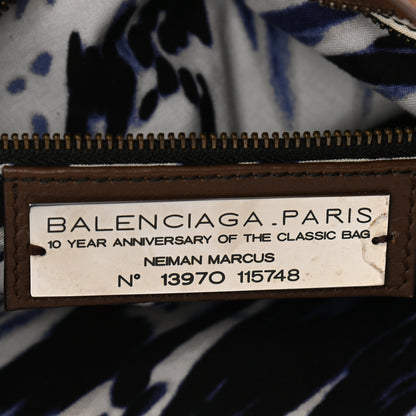 BALENCIAGA.PARIS
10 YEAR ANNIVERSARY OF THE CLASSIC BAG
NEIMAN MARCUS
N° 13970 115748